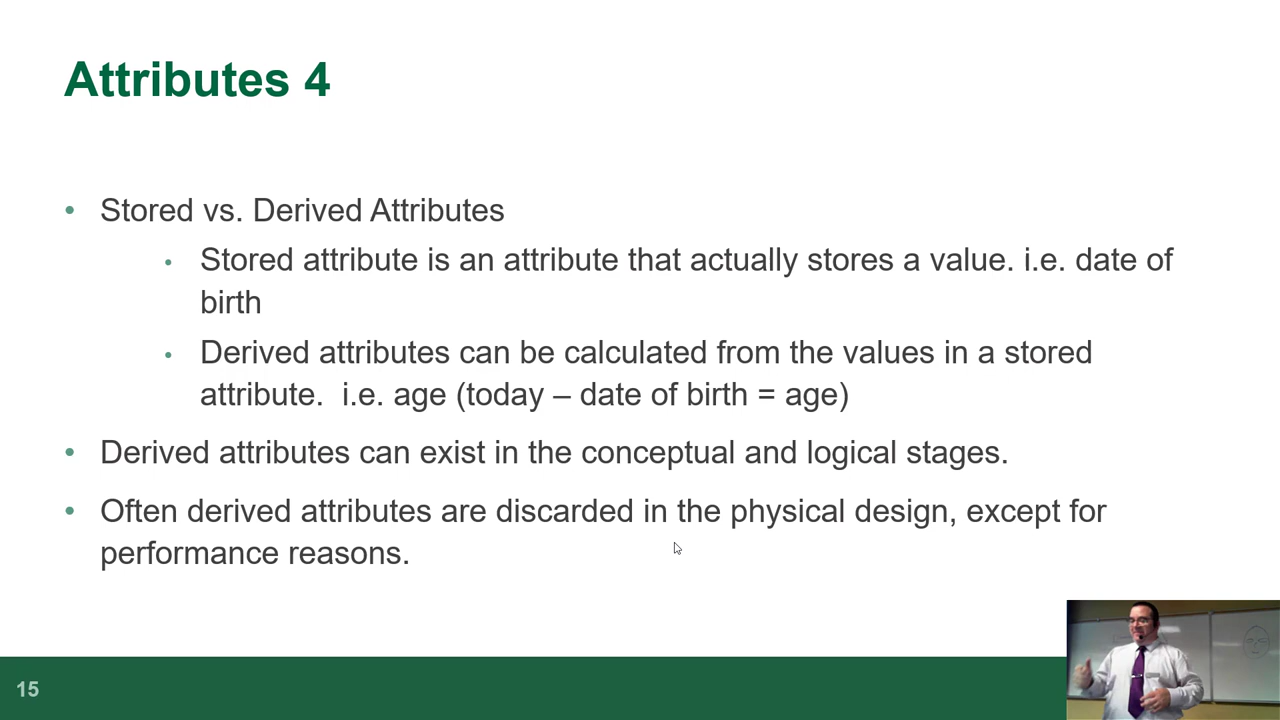 Attributes 4
• Stored vs. Derived Attributes
• Stored attribute is an attribute that actually stores a value. i.e. date of
birth
• Derived attributes can be calculated from the values in a stored
attribute.  i.e. age (today – date of birth = age)
• Derived attributes can exist in the conceptual and logical stages.
• Often derived attributes are discarded in the physical design, except for
performance reasons.
15